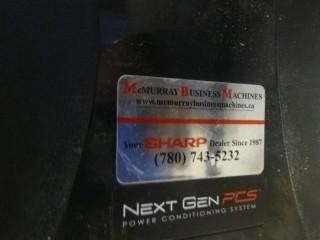 McMurray Business Machines
www.mcmurraybusinessmachines.ca
Your SHARP Dealer Since 1987
(780) 743-5232
NEXT GEN PCS
POWER CONDITIONING SYSTEM